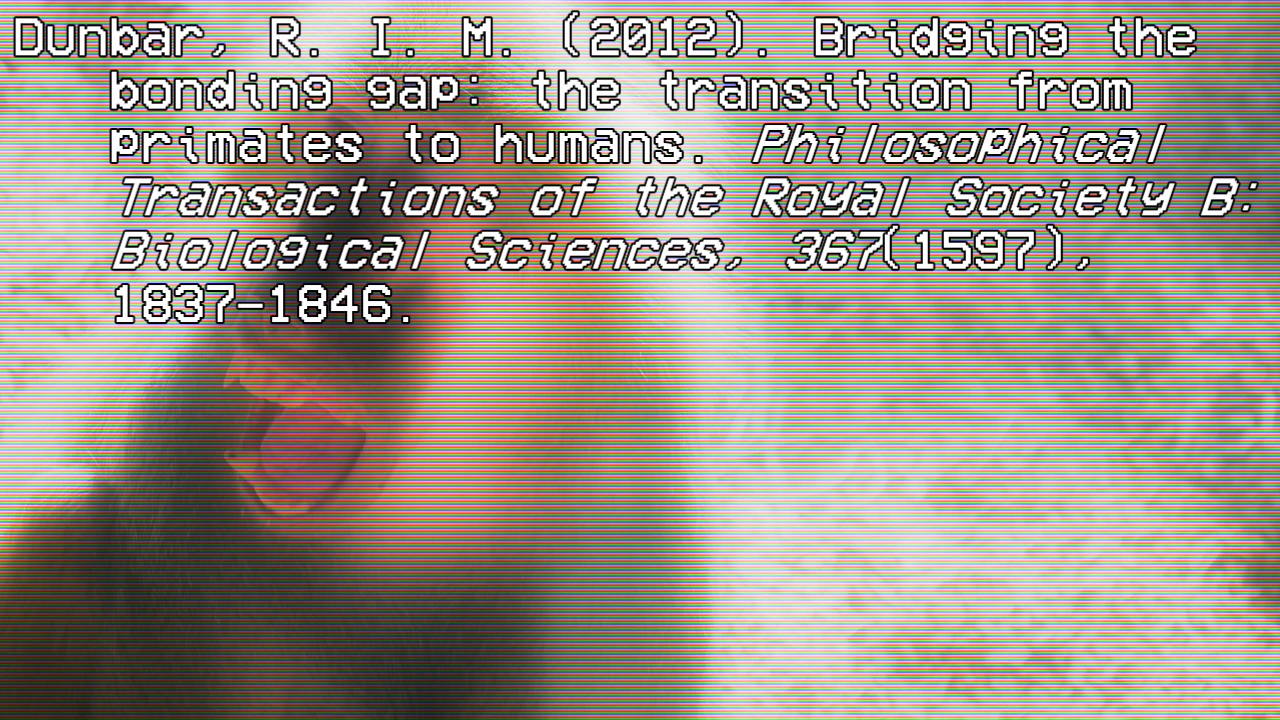 Dunbar, R. I. M. (2012). Bridging the
bonding gap: the transition from
primates to humans. Philosophical
Transactions of the Royal Society B:
Biological Sciences, 367(1597),
1837–1846.